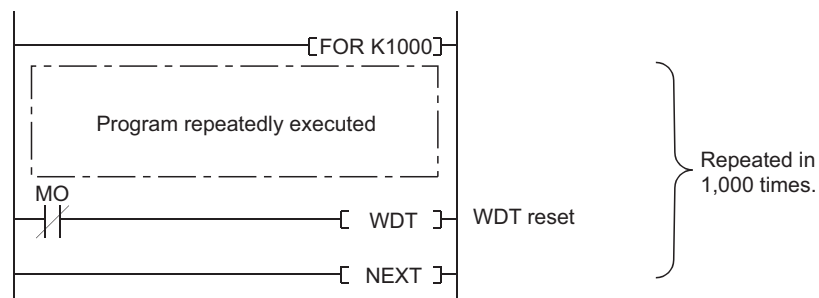 FOR K1000
Program repeatedly executed
MO
WDT
WDT reset
NEXT
Repeated in
1,000 times.